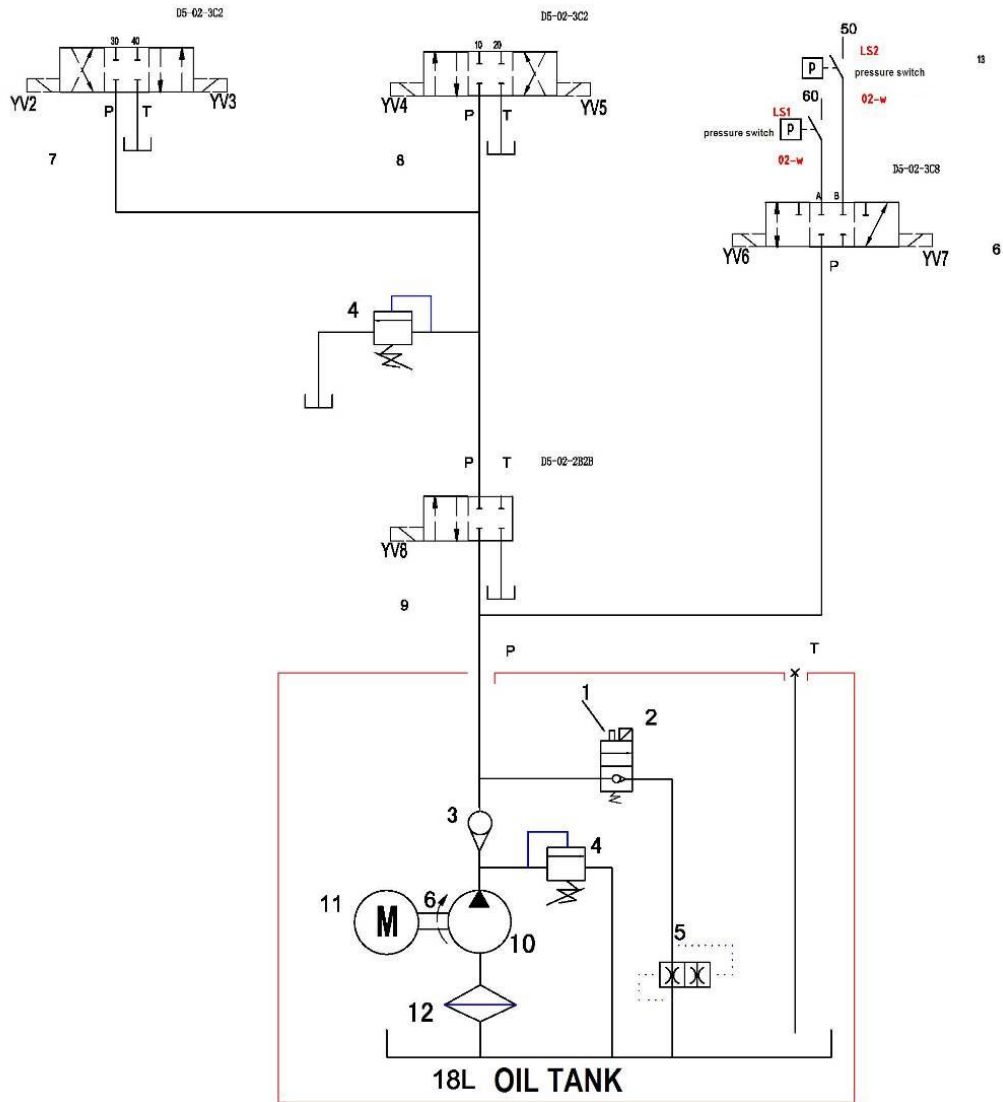 D5-02-3C2
D5-02-3C2
30 40
10 20
50
LS2
13
P
pressure switch
YV2
YV3
YV4
YV5
60
02-w
LS1
P T
P T
pressure switch
P
02-w
D5-02-3C8
7
8
A B
YV6
YV7
6
P
4
P T
D5-02-2B2B
YV8
9
P
T
1
2
3
4
11
M
6
10
5
12
18L OIL TANK